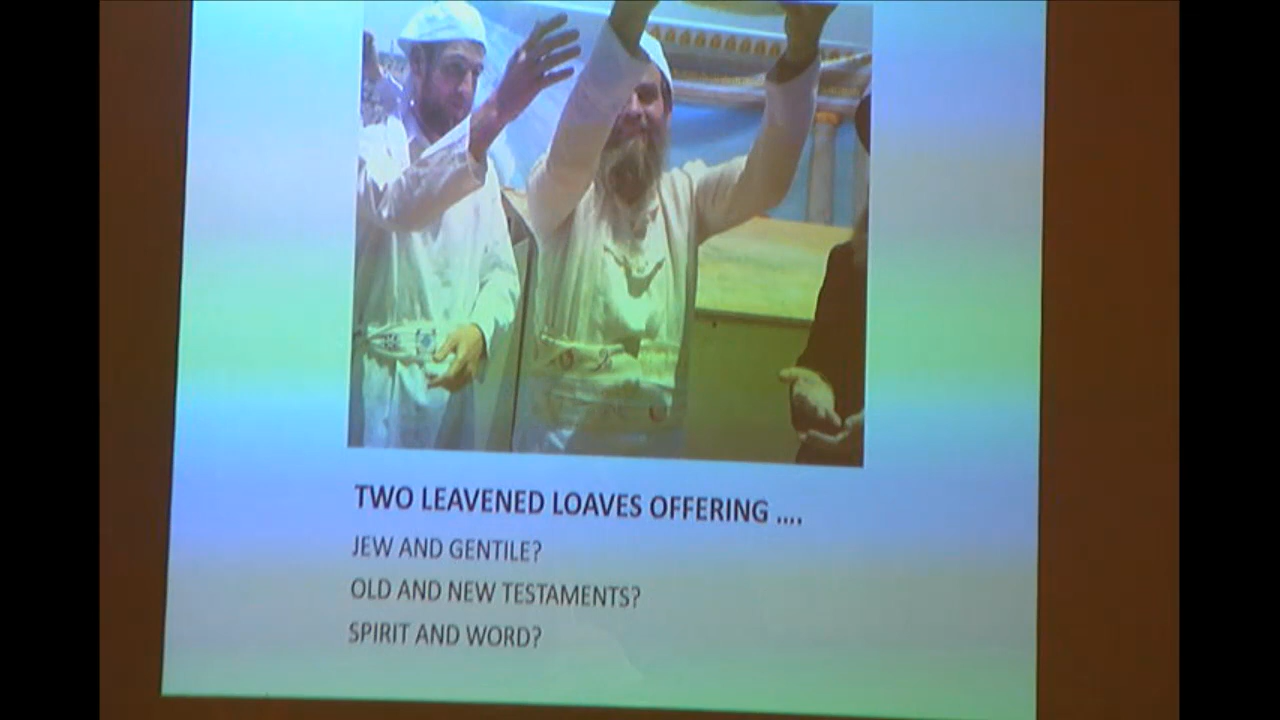 TWO LEAVENED LOAVES OFFERING ....
JEW AND GENTILE?
OLD AND NEW TESTAMENTS?
SPIRIT AND WORD?